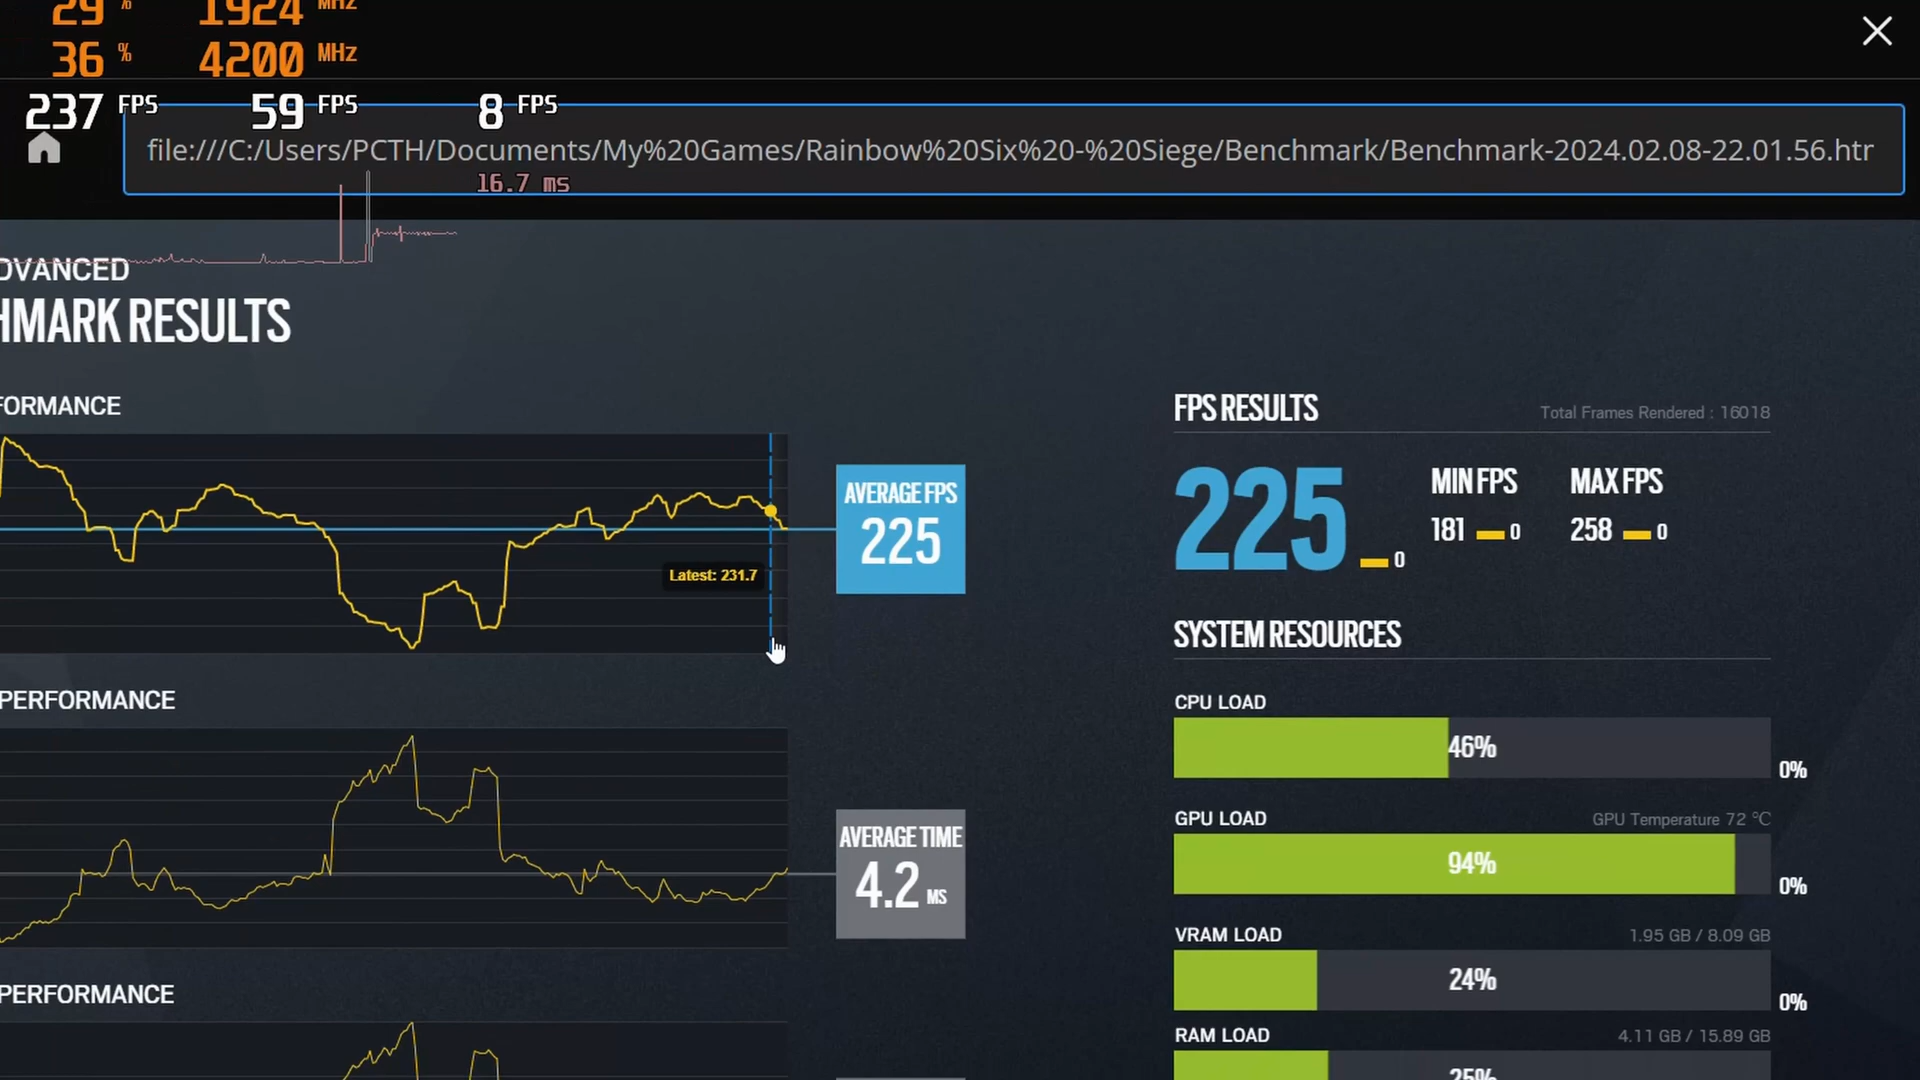 29 % 1924 MHz
36 % 4200 MHz
237 FPS 59 FPS 8 FPS
file:///C:/Users/PCTH/Documents/My%20Games/Rainbow%20Six%20-%20Siege/Benchmark/Benchmark-2024.02.08-22.01.56.htr
16.7 ms
DVANCED
HMARK RESULTS
FORMANCE
Latest: 231.7
AVERAGE FPS
225
FPS RESULTS
Total Frames Rendered : 16018
225 0
MIN FPS
181 0
MAX FPS
258 0
SYSTEM RESOURCES
PERFORMANCE
AVERAGE TIME
4.2 MS
CPU LOAD
46%
0%
GPU LOAD
GPU Temperature 72 °C
94%
0%
VRAM LOAD
1.95 GB / 8.09 GB
24%
0%
PERFORMANCE
RAM LOAD
4.11 GB / 15.89 GB
25%